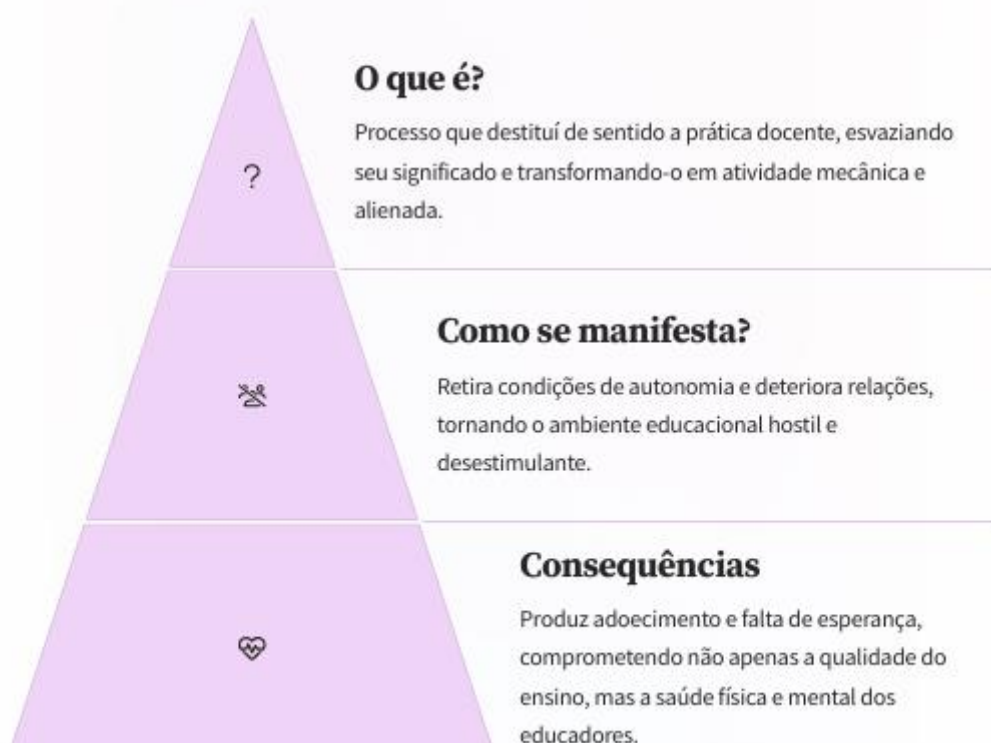 O que é?
Processo que destituí de sentido a prática docente, esvaziando
seu significado e transformando-o em atividade mecânica e
alienada.
?
Como se manifesta?
Retira condições de autonomia e deteriora relações,
tornando o ambiente educacional hostil e
desestimulante.
Consequências
Produz adoecimento e falta de esperança,
comprometendo não apenas a qualidade do
ensino, mas a saúde física e mental dos
educadores.